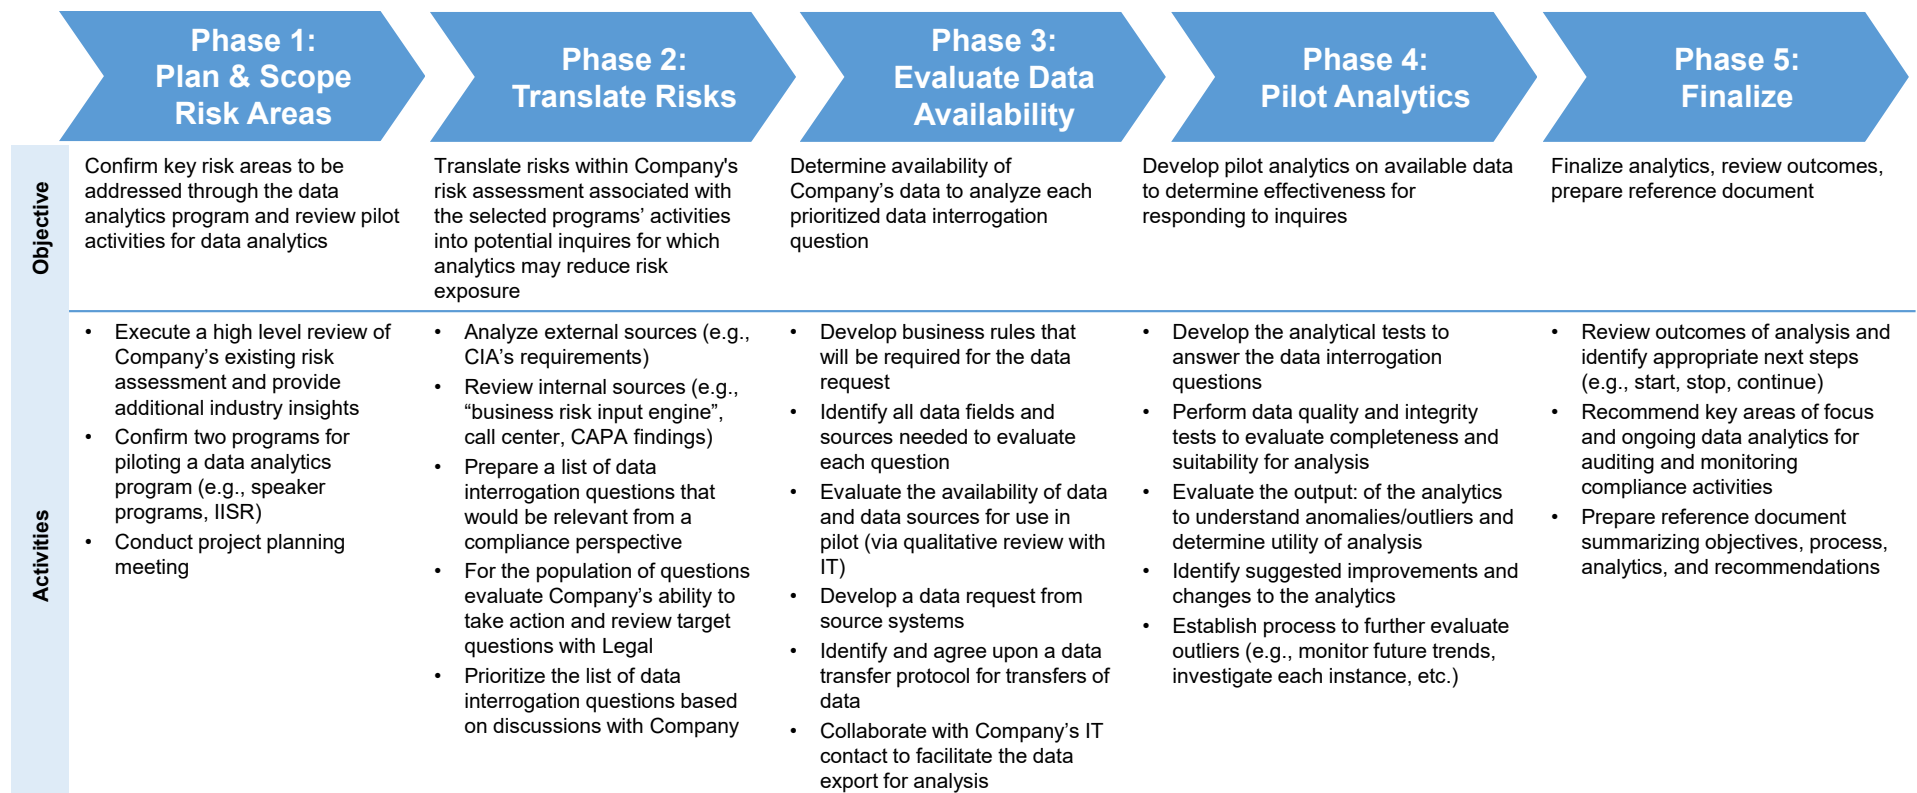 Phase 1:
Plan & Scope
Risk Areas
Phase 2:
Translate Risks
Phase 3:
Evaluate Data
Availability
Phase 4:
Pilot Analytics
Phase 5:
Finalize
Objective
Confirm key risk areas to be
addressed through the data
analytics program and review pilot
activities for data analytics
Translate risks within Company's
risk assessment associated with
the selected programs’ activities
into potential inquires for which
analytics may reduce risk
exposure
Determine availability of
Company’s data to analyze each
prioritized data interrogation
question
Develop pilot analytics on available data
to determine effectiveness for
responding to inquires
Finalize analytics, review outcomes,
prepare reference document
Activities
• Execute a high level review of
Company’s existing risk
assessment and provide
additional industry insights
• Confirm two programs for
piloting a data analytics
program (e.g., speaker
programs, IISR)
• Conduct project planning
meeting
• Analyze external sources (e.g.,
CIA’s requirements)
• Review internal sources (e.g.,
“business risk input engine”,
call center, CAPA findings)
• Prepare a list of data
interrogation questions that
would be relevant from a
compliance perspective
• For the population of questions
evaluate Company’s ability to
take action and review target
questions with Legal
• Prioritize the list of data
interrogation questions based
on discussions with Company
• Develop business rules that
will be required for the data
request
• Identify all data fields and
sources needed to evaluate
each question
• Evaluate the availability of data
and data sources for use in
pilot (via qualitative review with
IT)
• Develop a data request from
source systems
• Identify and agree upon a data
transfer protocol for transfers of
data
• Collaborate with Company’s IT
contact to facilitate the data
export for analysis
• Develop the analytical tests to
answer the data interrogation
questions
• Perform data quality and integrity
tests to evaluate completeness and
suitability for analysis
• Evaluate the output: of the analytics
to understand anomalies/outliers and
determine utility of analysis
• Identify suggested improvements and
changes to the analytics
• Establish process to further evaluate
outliers (e.g., monitor future trends,
investigate each instance, etc.)
• Review outcomes of analysis and
identify appropriate next steps
(e.g., start, stop, continue)
• Recommend key areas of focus
and ongoing data analytics for
auditing and monitoring
compliance activities
• Prepare reference document
summarizing objectives, process,
analytics, and recommendations